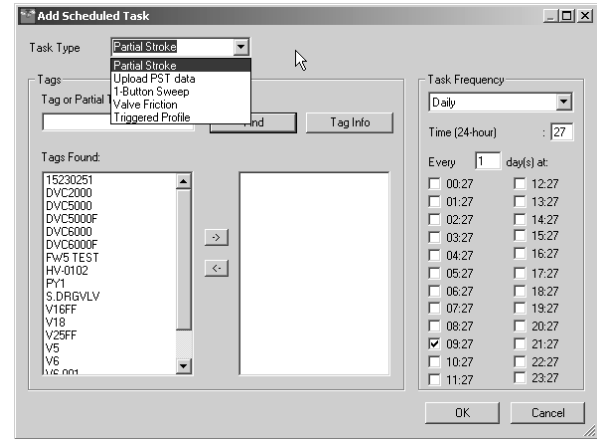 Add Scheduled Task
Task Type
Partial Stroke
Partial Stroke
Upload PST data
1-Button Sweep
Valve Friction
Triggered Profile
Tags
Tag or Partial
Tag Info
Tags Found:
15230251
DVC2000
DVC5000
DVC5000F
DVC6000
DVC6000F
FW5 TEST
HV-0102
PY1
S.DRGVLV
V16FF
V18
V25FF
V5
V6
V6.001
->
<-
Task Frequency
Daily
Time (24-hour) : 27
Every 1 day(s) at:
00:27 12:27
01:27 13:27
02:27 14:27
03:27 15:27
04:27 16:27
05:27 17:27
06:27 18:27
07:27 19:27
08:27 20:27
09:27 21:27
10:27 22:27
11:27 23:27
OK Cancel